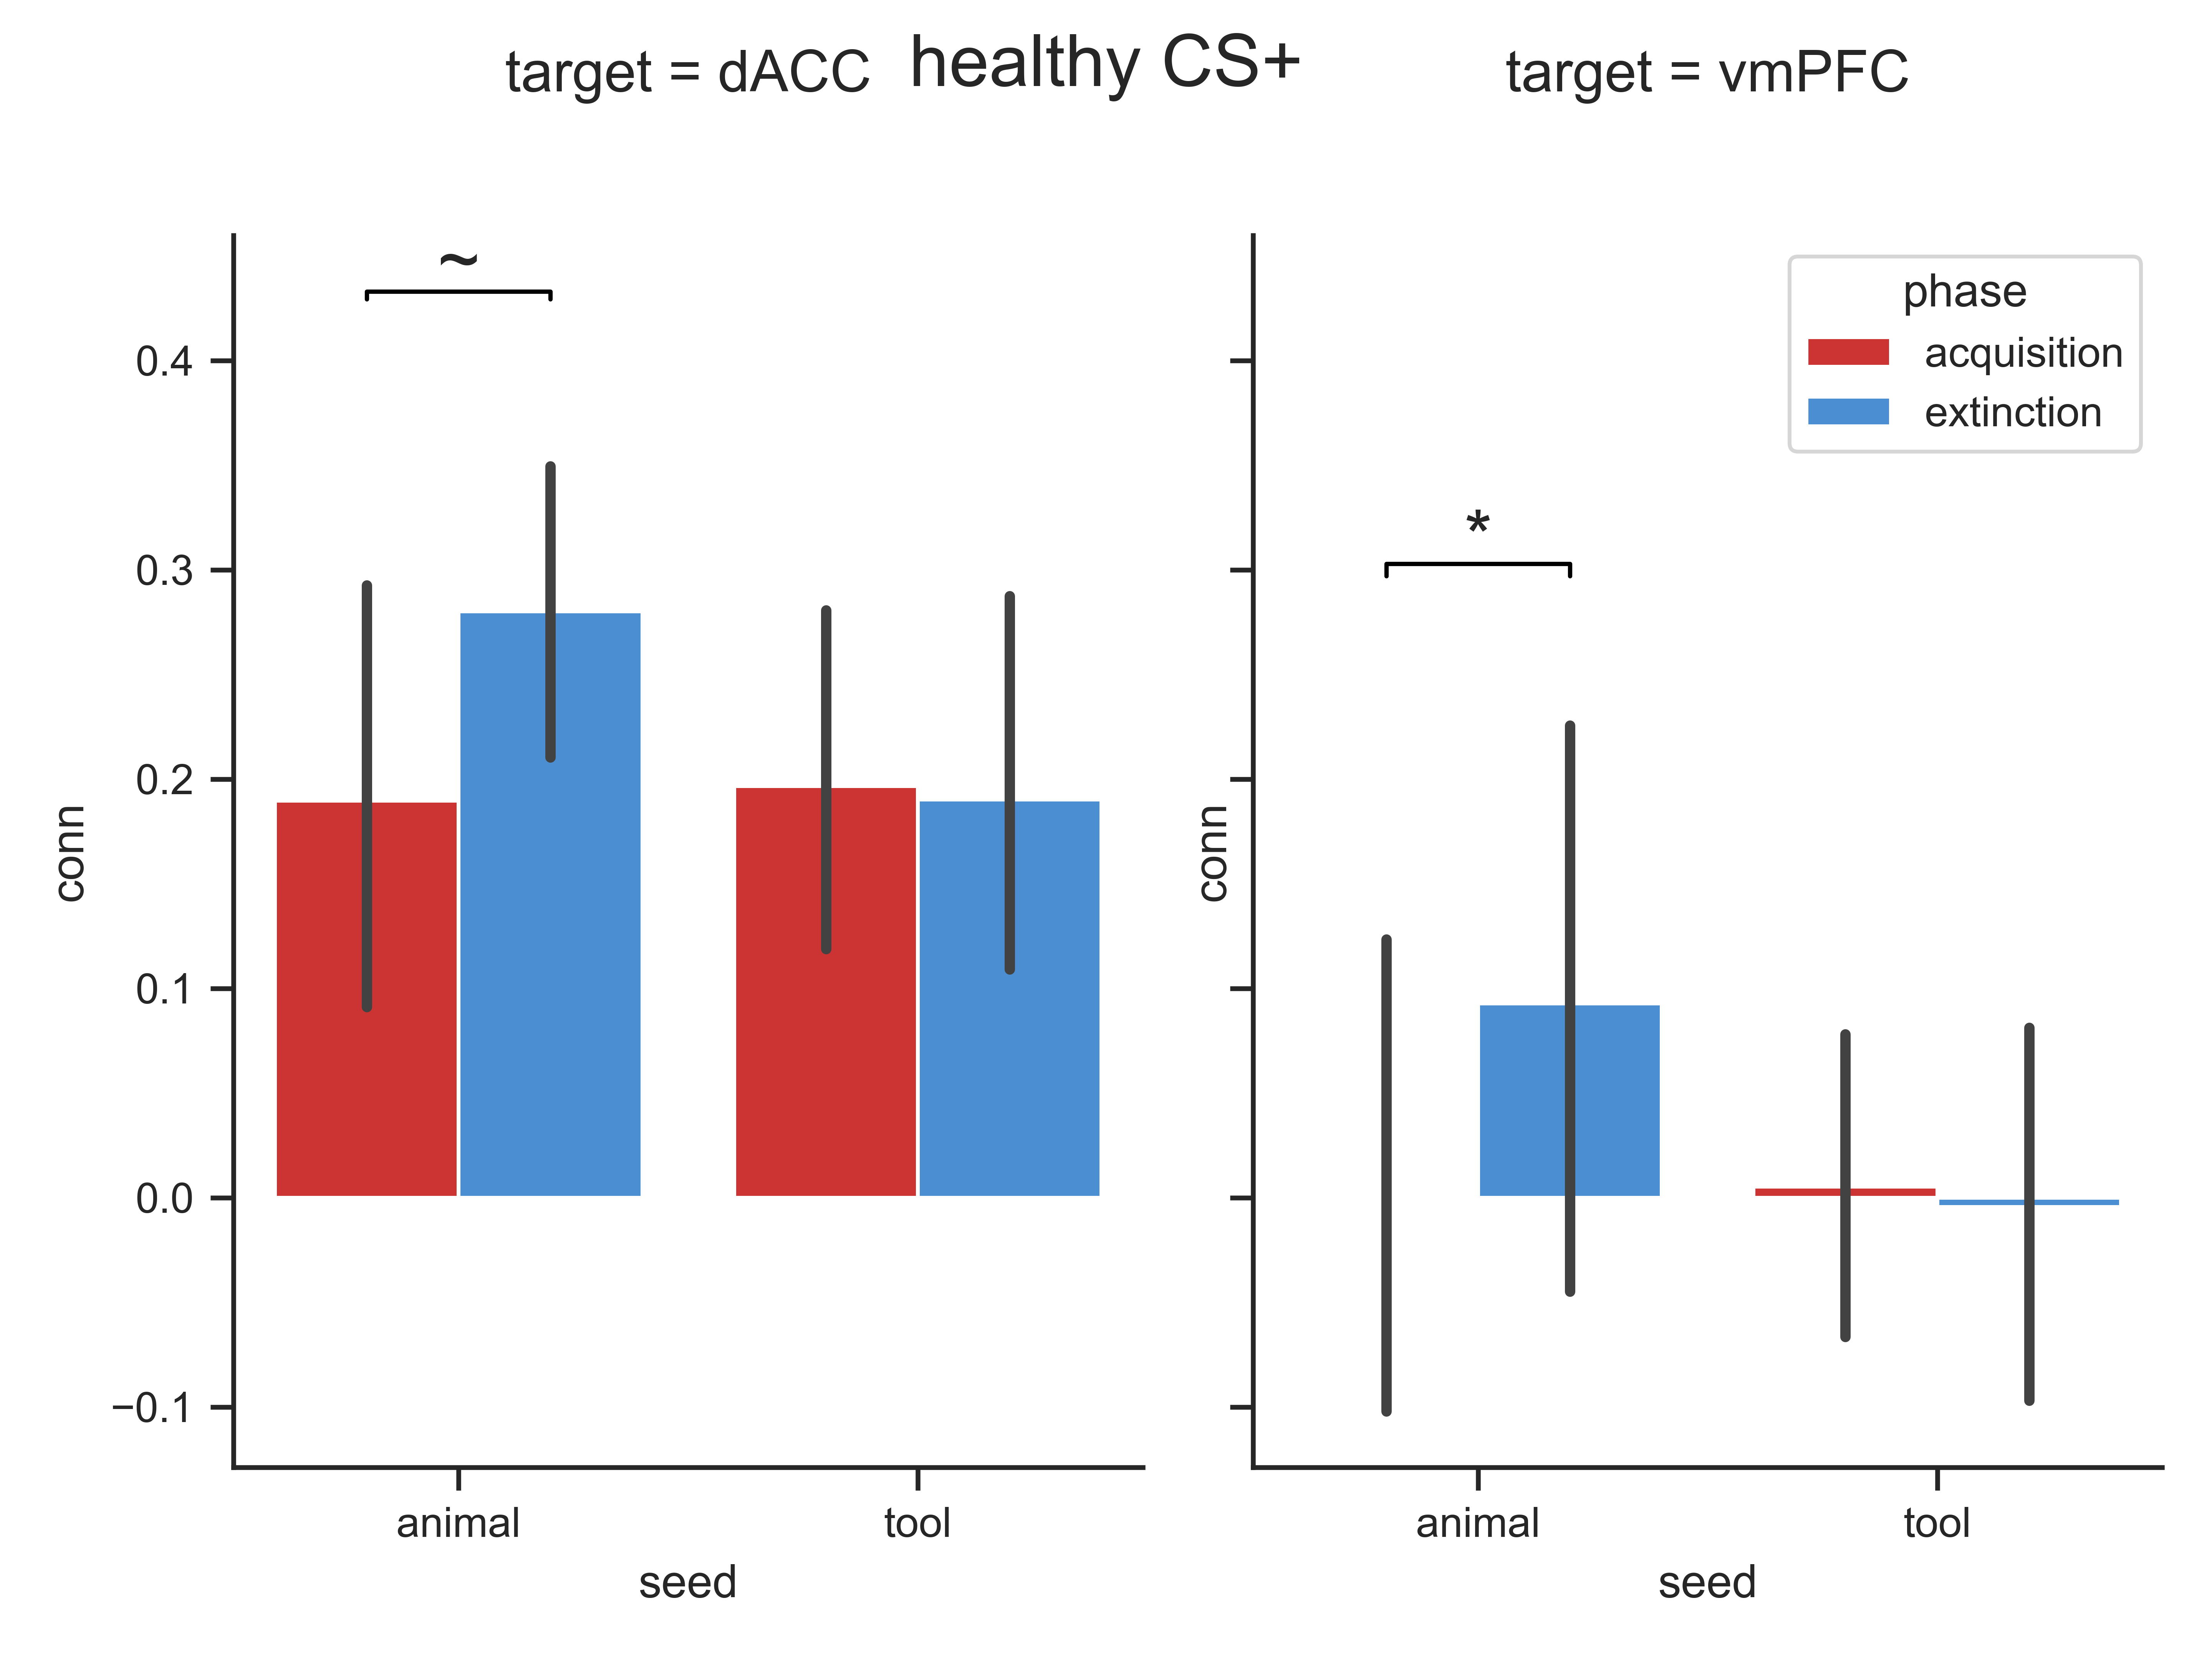 healthy CS+
target = dACC
target = vmPFC
~
0.4
0.3
0.2
0.1
0.0
−0.1
conn
animal
tool
seed
*
phase
acquisition
extinction
conn
animal
tool
seed